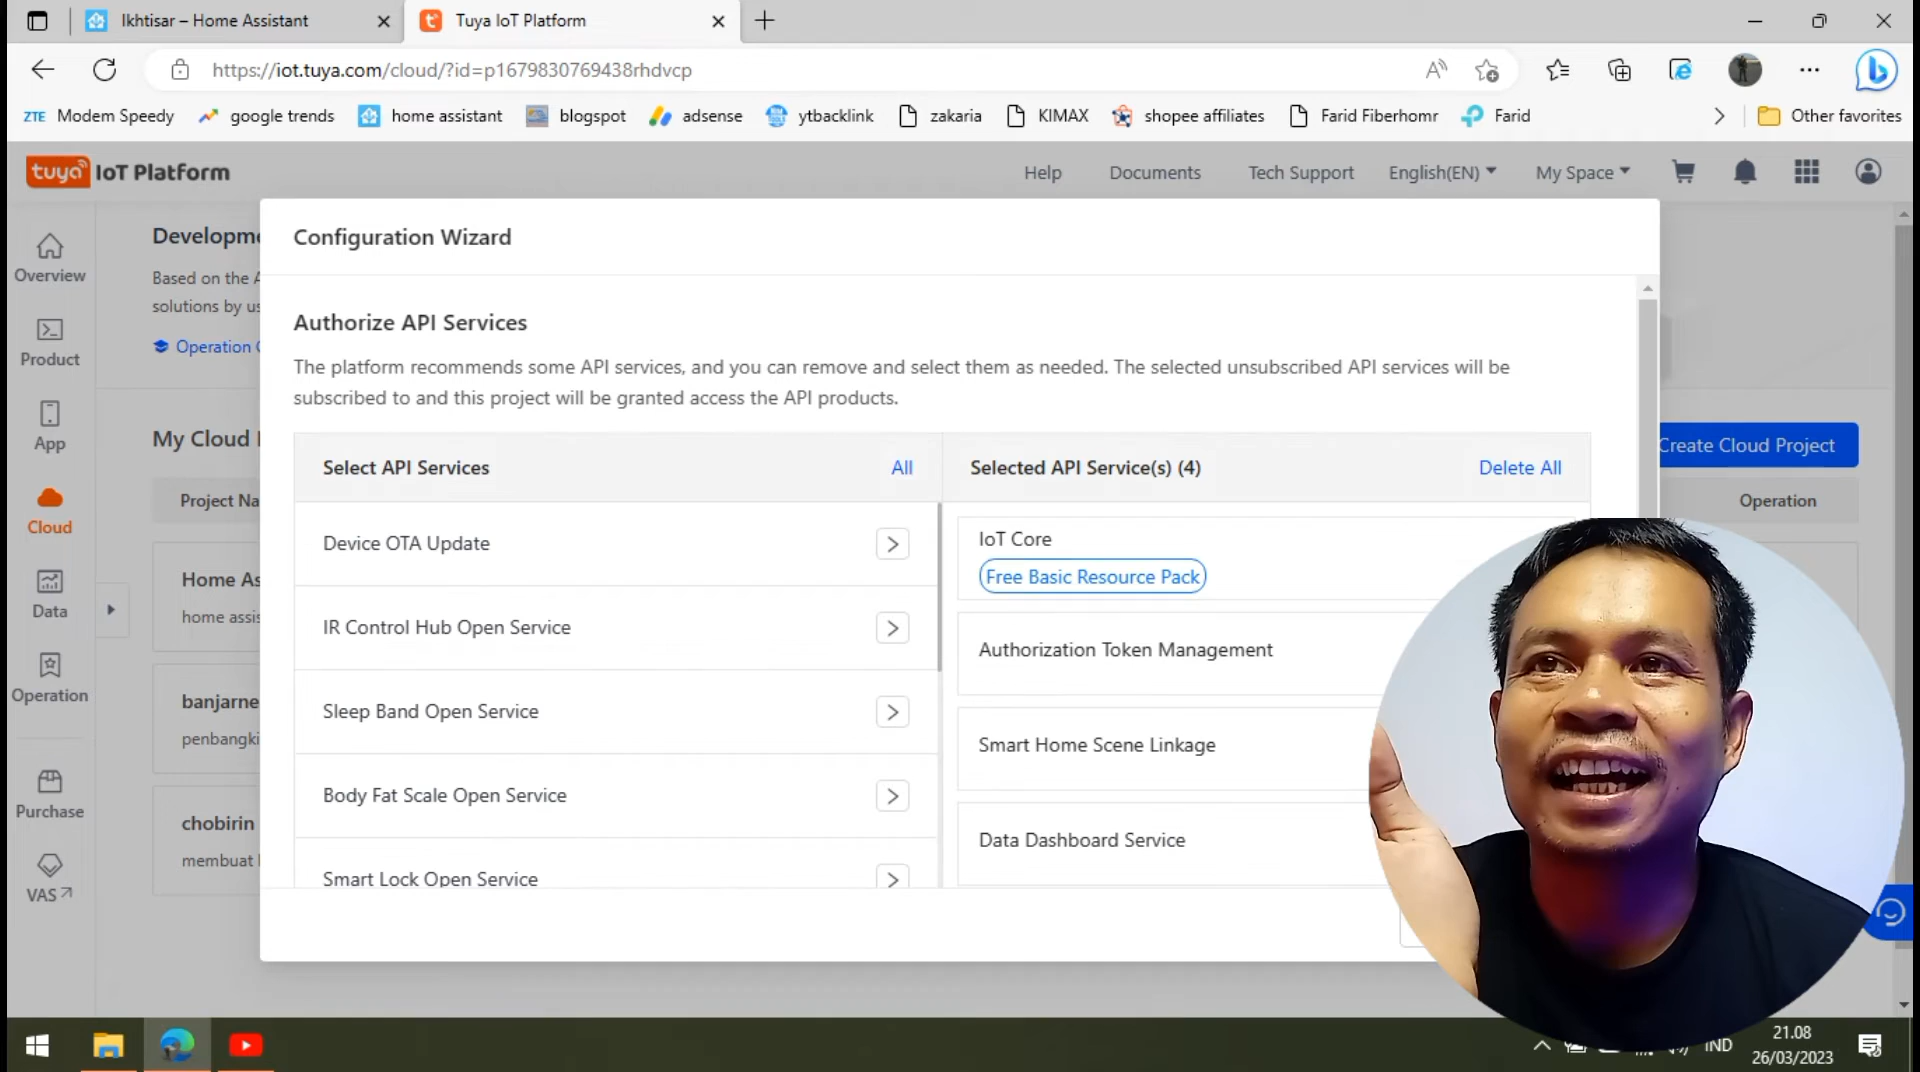 Ikhtisar – Home Assistant
Tuya IoT Platform
https://iot.tuya.com/cloud/?id=p1679830769438rhdvcp
ZTE Modem Speedy google trends home assistant blogspot adsense ytbacklink zakaria KIMAX shopee affiliates Farid Fiberhomr Farid Other favorites
tuya IoT Platform
Help Documents Tech Support English(EN) My Space
Overview
Product
App
Cloud
Data
Operation
Purchase
VAS
Developme
Based on the A
solutions by us
Operation
My Cloud
Project Na
Home As
home assis
banjarne
penbangki
chobirin
membuat
Create Cloud Project
Operation
Configuration Wizard
Authorize API Services
The platform recommends some API services, and you can remove and select them as needed. The selected unsubscribed API services will be
subscribed to and this project will be granted access the API products.
Select API Services All
Device OTA Update
IR Control Hub Open Service
Sleep Band Open Service
Body Fat Scale Open Service
Smart Lock Open Service
Selected API Service(s) (4) Delete All
IoT Core
Free Basic Resource Pack
Authorization Token Management
Smart Home Scene Linkage
Data Dashboard Service
IND
21.08
26/03/2023